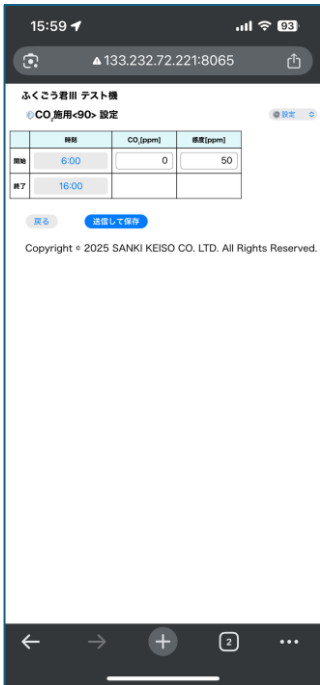 15:59
93
133.232.72.221:8065
ふくごう君Ⅲ テスト機
CO₂施用<90> 設定
設定
時刻 CO₂[ppm] 感度[ppm]
開始 6:00 0 50
終了 16:00
戻る 送信して保存
Copyright © 2025 SANKI KEISO CO. LTD. All Rights Reserved.
2